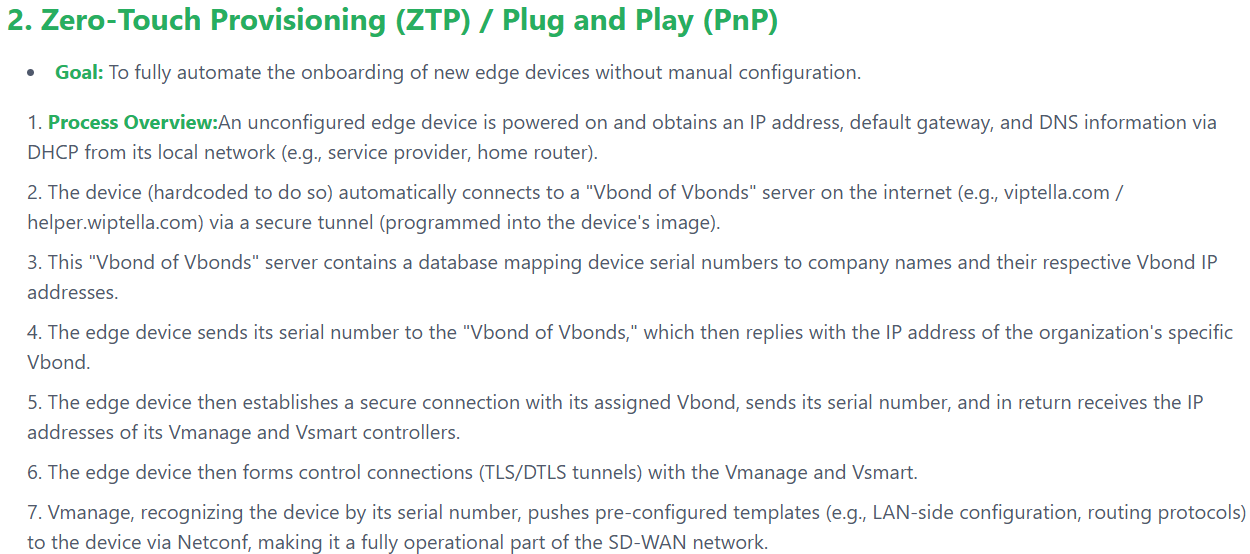 2. Zero-Touch Provisioning (ZTP) / Plug and Play (PnP)
• Goal: To fully automate the onboarding of new edge devices without manual configuration.
1. Process Overview:An unconfigured edge device is powered on and obtains an IP address, default gateway, and DNS information via
DHCP from its local network (e.g., service provider, home router).
2. The device (hardcoded to do so) automatically connects to a "Vbond of Vbonds" server on the internet (e.g., viptella.com /
helper.wiptella.com) via a secure tunnel (programmed into the device's image).
3. This "Vbond of Vbonds" server contains a database mapping device serial numbers to company names and their respective Vbond IP
addresses.
4. The edge device sends its serial number to the "Vbond of Vbonds," which then replies with the IP address of the organization's specific
Vbond.
5. The edge device then establishes a secure connection with its assigned Vbond, sends its serial number, and in return receives the IP
addresses of its Vmanage and Vsmart controllers.
6. The edge device then forms control connections (TLS/DTLS tunnels) with the Vmanage and Vsmart.
7. Vmanage, recognizing the device by its serial number, pushes pre-configured templates (e.g., LAN-side configuration, routing protocols)
to the device via Netconf, making it a fully operational part of the SD-WAN network.